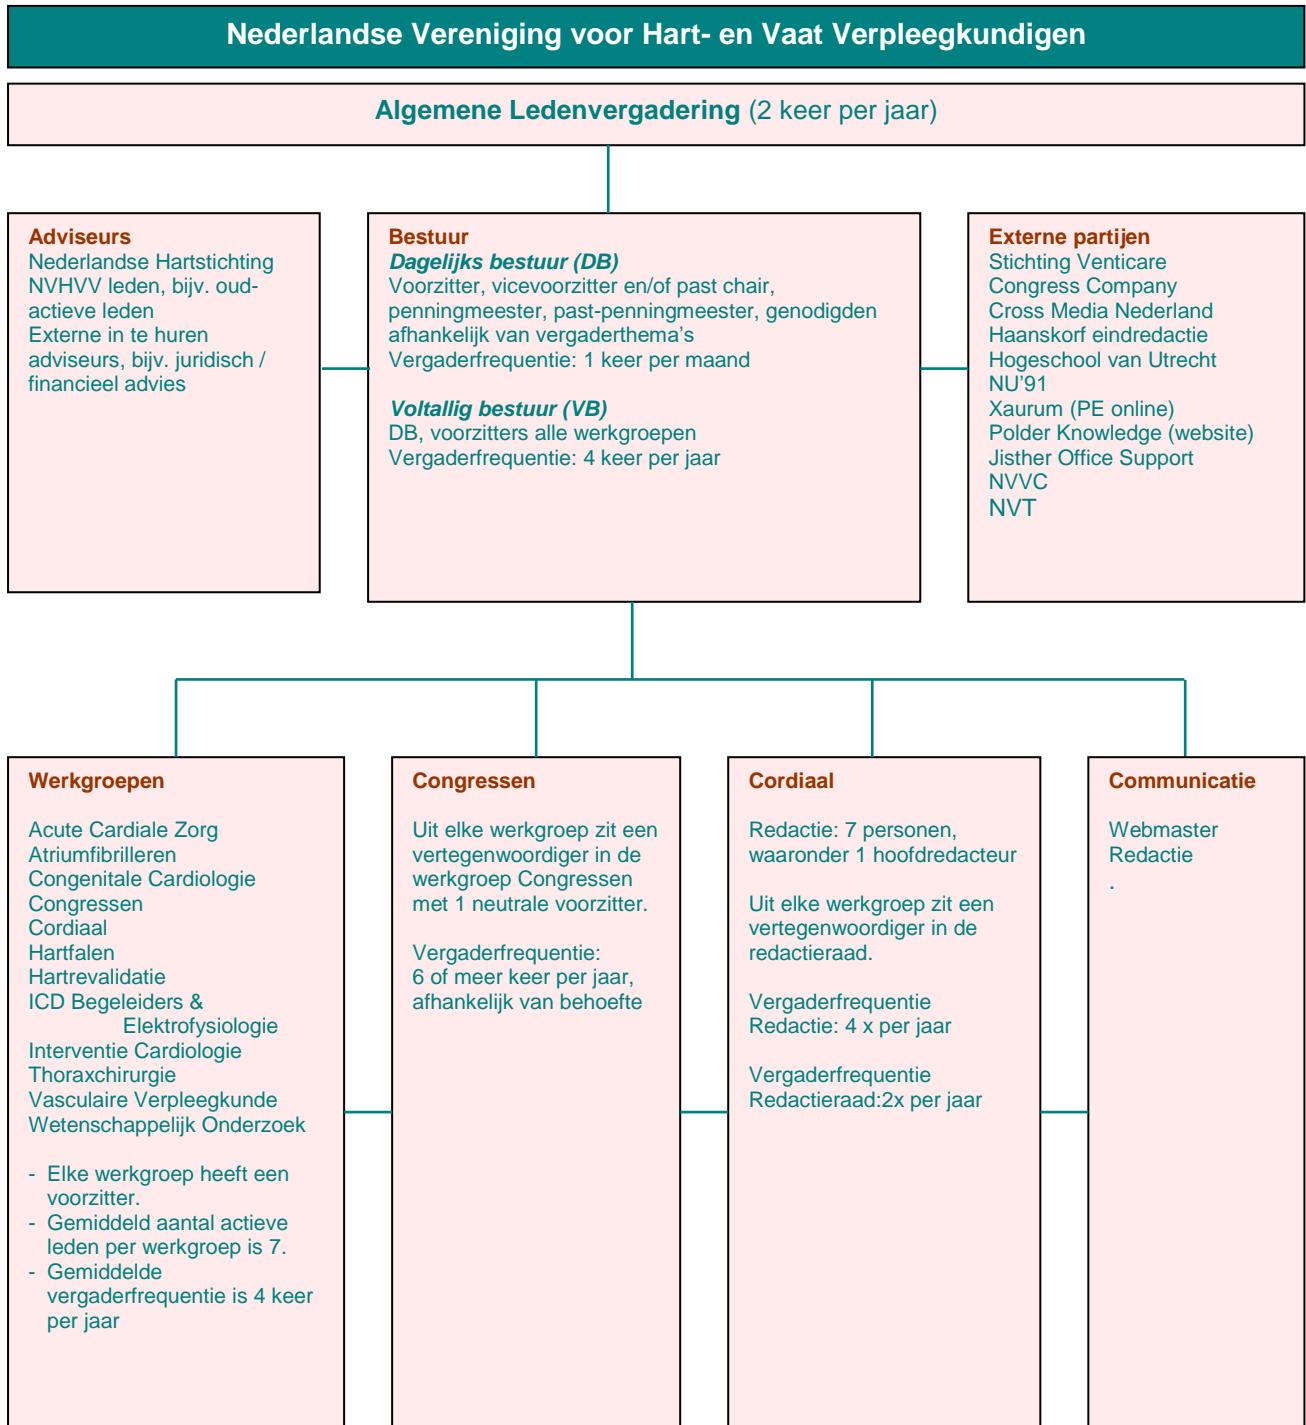 Nederlandse Vereniging voor Hart- en Vaat Verpleegkundigen
Algemene Ledenvergadering (2 keer per jaar)
Adviseurs
Nederlandse Hartstichting
NVHVV leden, bijv. oud-
actieve leden
Externe in te huren
adviseurs, bijv. juridisch /
financieel advies
Bestuur
Dagelijks bestuur (DB)
Voorzitter, vicevoorzitter en/of past chair,
penningmeester, past-penningmeester, genodigden
afhankelijk van vergaderthema’s
Vergaderfrequentie: 1 keer per maand
Voltallig bestuur (VB)
DB, voorzitters alle werkgroepen
Vergaderfrequentie: 4 keer per jaar
Externe partijen
Stichting Venticare
Congress Company
Cross Media Nederland
Haanskorf eindredactie
Hogeschool van Utrecht
NU’91
Xaurum (PE online)
Polder Knowledge (website)
Jisther Office Support
NVVC
NVT
Werkgroepen
Acute Cardiale Zorg
Atriumfibrilleren
Congenitale Cardiologie
Congressen
Cordiaal
Hartfalen
Hartrevalidatie
ICD Begeleiders &
Elektrofysiologie
Interventie Cardiologie
Thoraxchirurgie
Vasculaire Verpleegkunde
Wetenschappelijk Onderzoek
- Elke werkgroep heeft een
voorzitter.
- Gemiddeld aantal actieve
leden per werkgroep is 7.
- Gemiddelde
vergaderfrequentie is 4 keer
per jaar
Congressen
Uit elke werkgroep zit een
vertegenwoordiger in de
werkgroep Congressen
met 1 neutrale voorzitter.
Vergaderfrequentie:
6 of meer keer per jaar,
afhankelijk van behoefte
Cordiaal
Redactie: 7 personen,
waaronder 1 hoofdredacteur
Uit elke werkgroep zit een
vertegenwoordiger in de
redactieraad.
Vergaderfrequentie
Redactie: 4 x per jaar
Vergaderfrequentie
Redactieraad:2x per jaar
Communicatie
Webmaster
Redactie
.